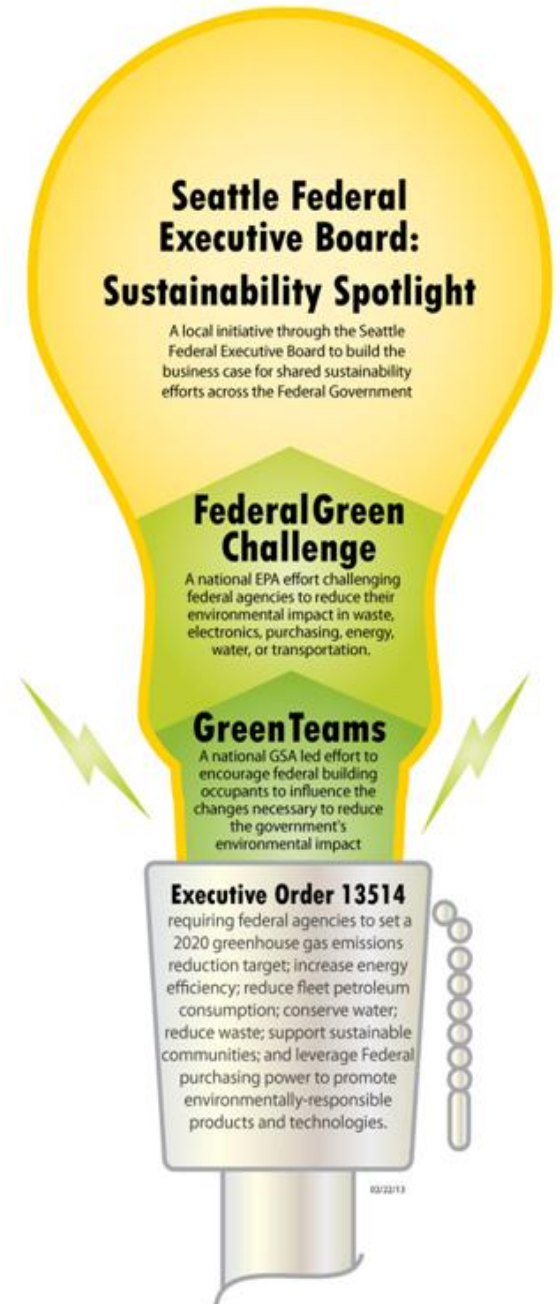 Seattle Federal
Executive Board:
Sustainability Spotlight
A local initiative through the Seattle
Federal Executive Board to build the
business case for shared sustainability
efforts across the Federal Government
Federal Green
Challenge
A national EPA effort challenging
federal agencies to reduce their
environmental impact in waste,
electronics, purchasing, energy,
water, or transportation.
Green Teams
A national GSA led effort to
encourage federal building
occupants to influence the
changes necessary to reduce
the government's
environmental impact
Executive Order 13514
requiring federal agencies to set a
2020 greenhouse gas emissions
reduction target; increase energy
efficiency; reduce fleet petroleum
consumption; conserve water;
reduce waste; support sustainable
communities; and leverage Federal
purchasing power to promote
environmentally-responsible
products and technologies.
02/22/13